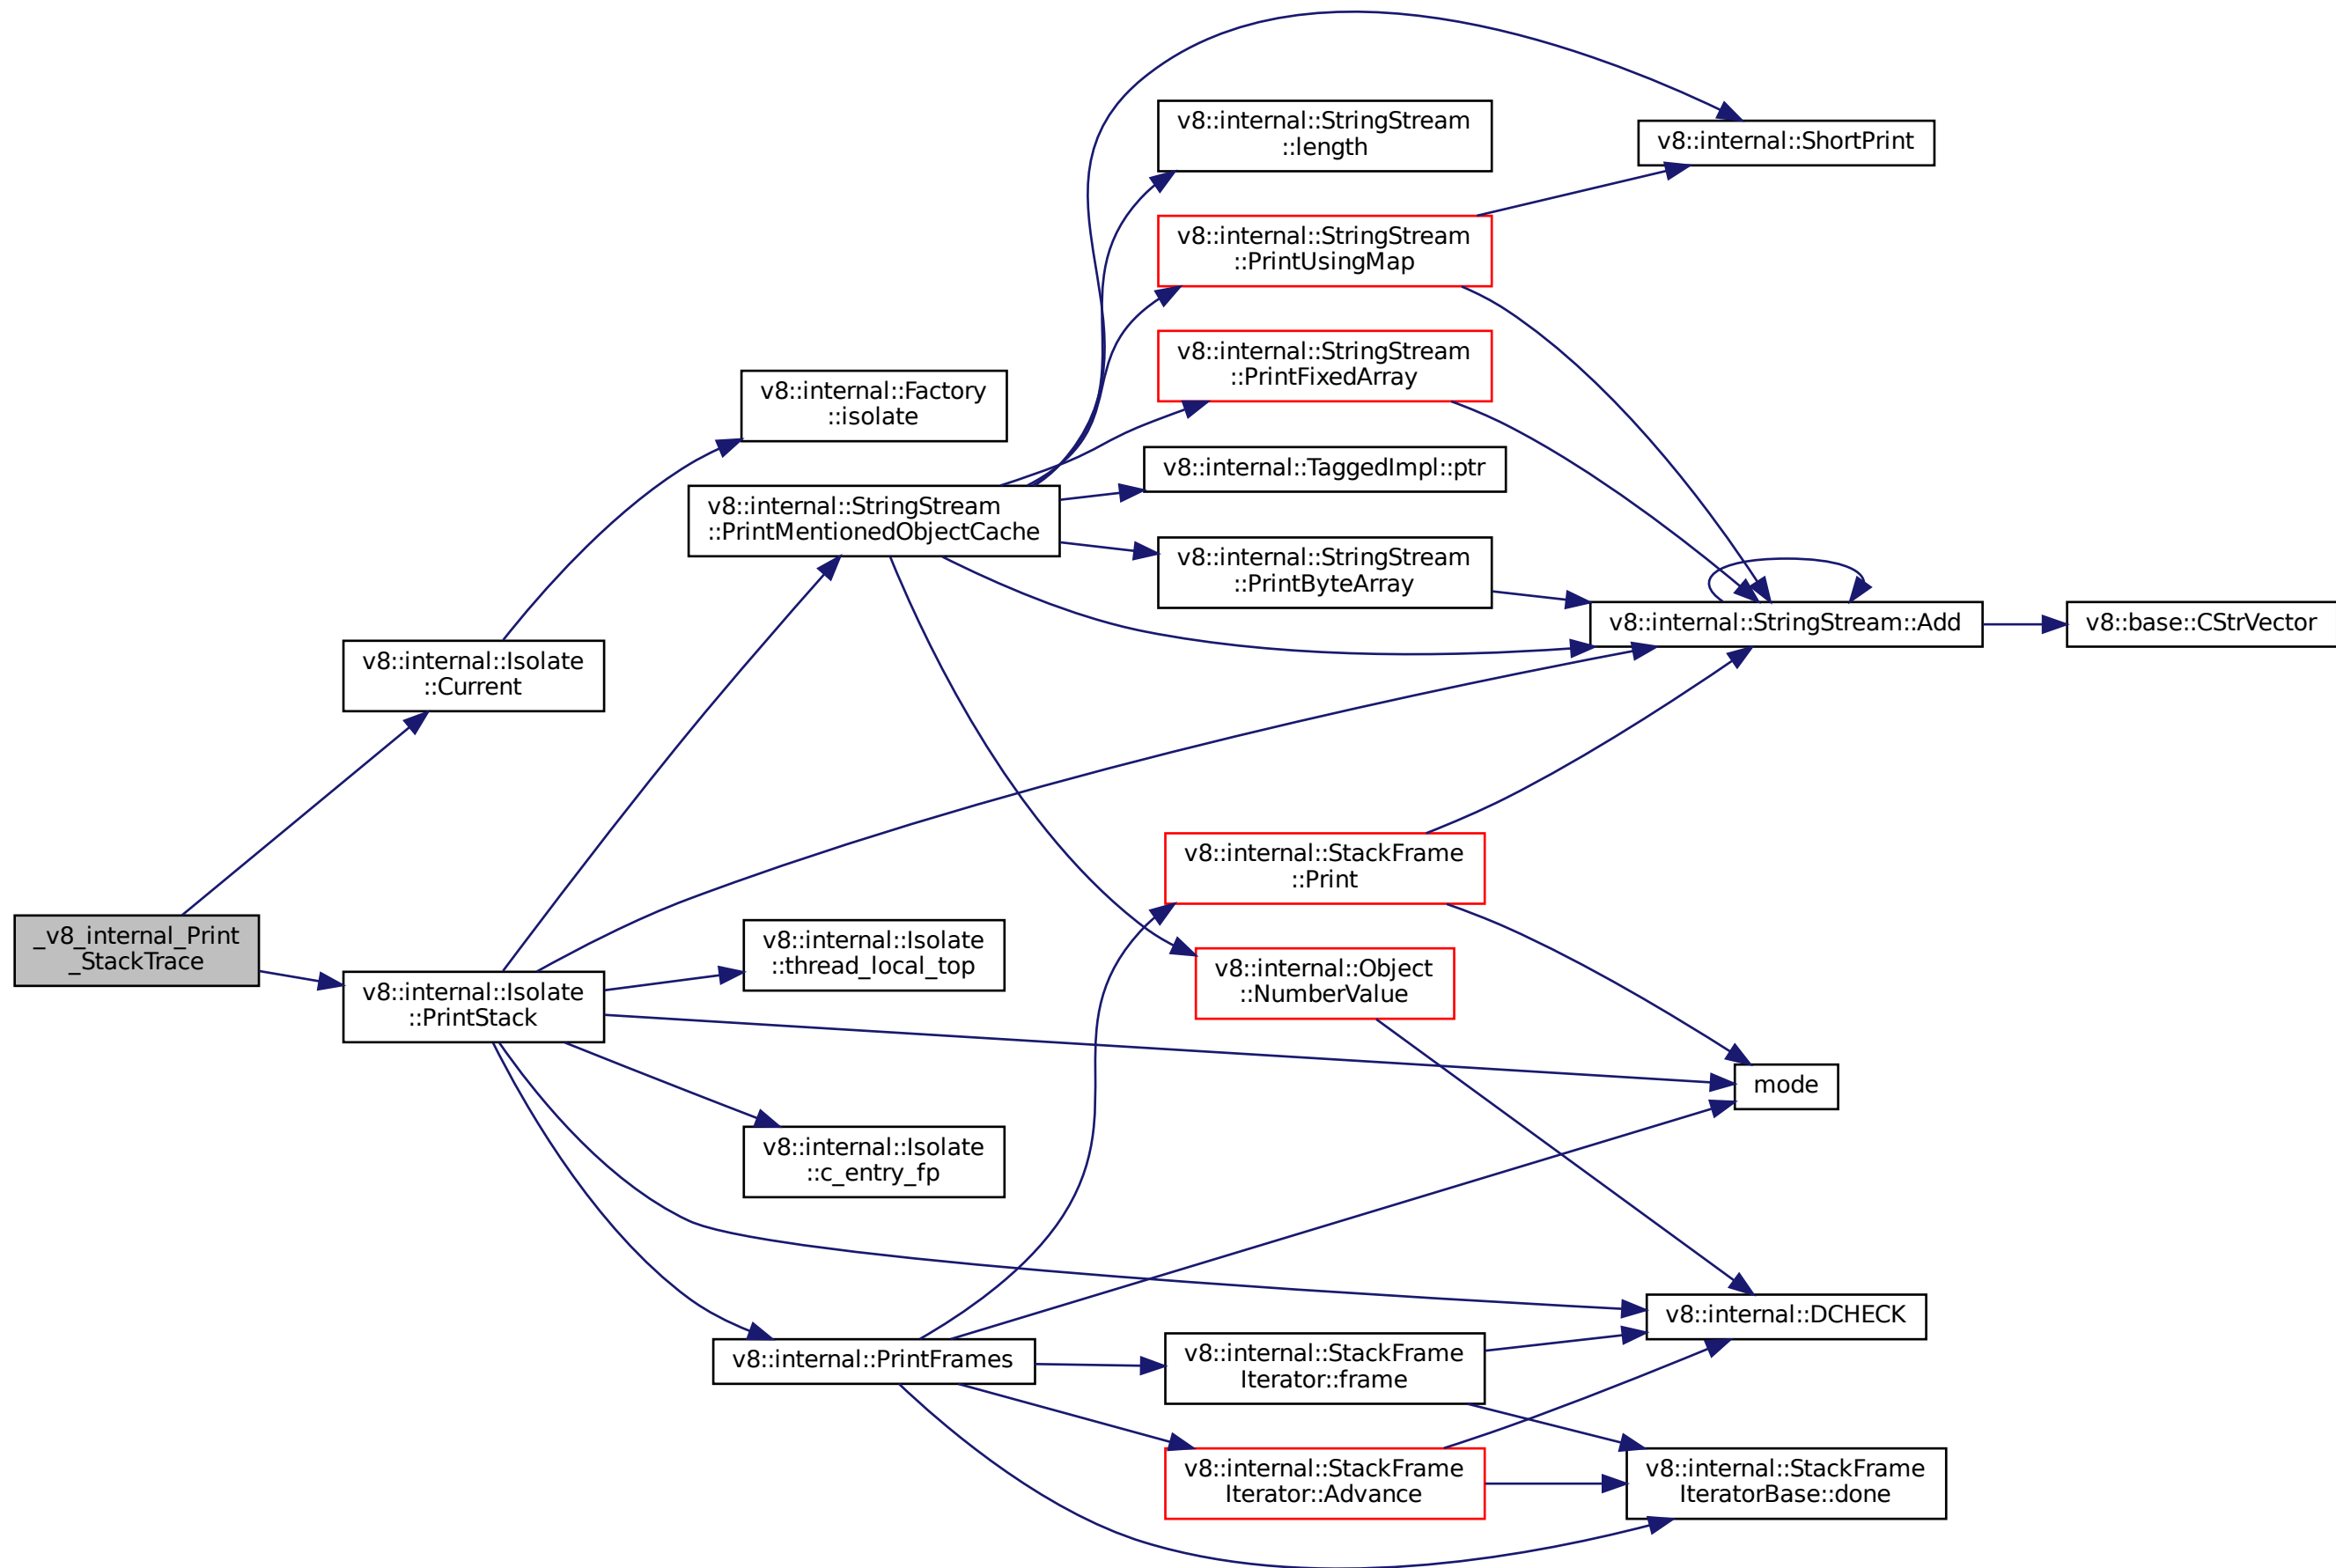 _v8_internal_Print
_StackTrace
v8::internal::Isolate
::Current
v8::internal::Factory
::isolate
v8::internal::Isolate
::PrintStack
v8::internal::StringStream
::PrintMentionedObjectCache
v8::internal::StringStream
::length
v8::internal::StringStream
::PrintUsingMap
v8::internal::ShortPrint
v8::internal::StringStream
::PrintFixedArray
v8::internal::TaggedImpl::ptr
v8::internal::StringStream
::PrintByteArray
v8::internal::StringStream::Add
v8::base::CStrVector
v8::internal::Isolate
::thread_local_top
v8::internal::StackFrame
::Print
v8::internal::Object
::NumberValue
mode
v8::internal::Isolate
::c_entry_fp
v8::internal::DCHECK
v8::internal::PrintFrames
v8::internal::StackFrame
Iterator::frame
v8::internal::StackFrame
Iterator::Advance
v8::internal::StackFrame
IteratorBase::done